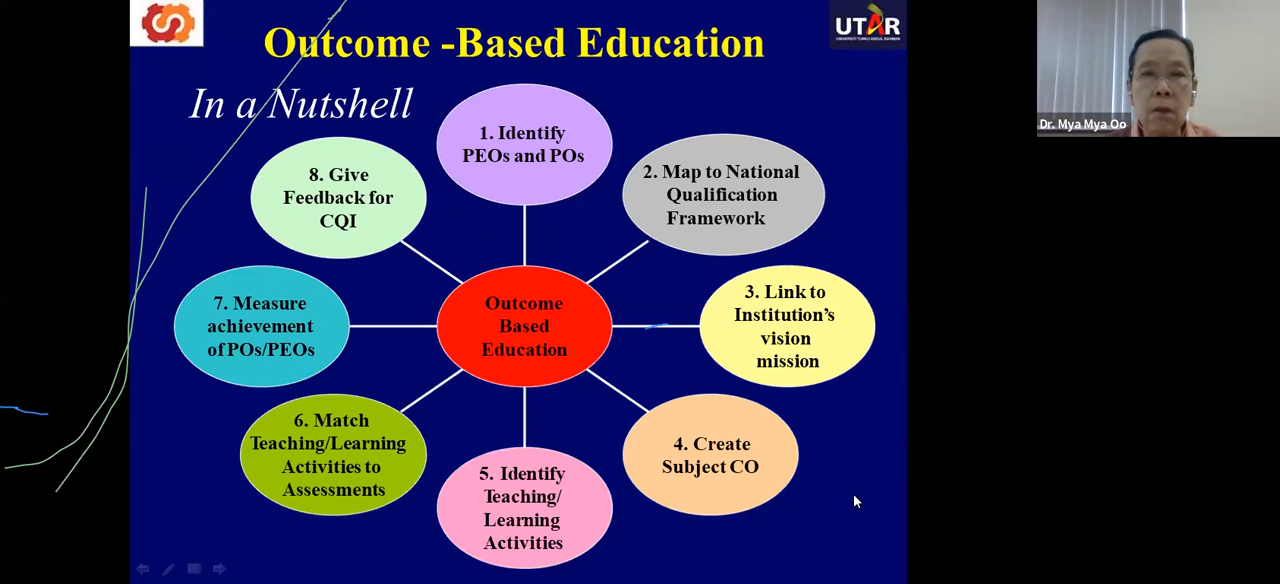 Outcome -Based Education
UTAR
UNIVERSITI TUNKU ABDUL RAHMAN
In a Nutshell
1. Identify
PEOs and POs
2. Map to National
Qualification
Framework
3. Link to
Institution's
vision
mission
4. Create
Subject CO
5. Identify
Teaching/
Learning
Activities
6. Match
Teaching/Learning
Activities to
Assessments
7. Measure
achievement
of POs/PEOs
8. Give
Feedback for
CQI
Outcome
Based
Education
Dr. Mya Mya Oo